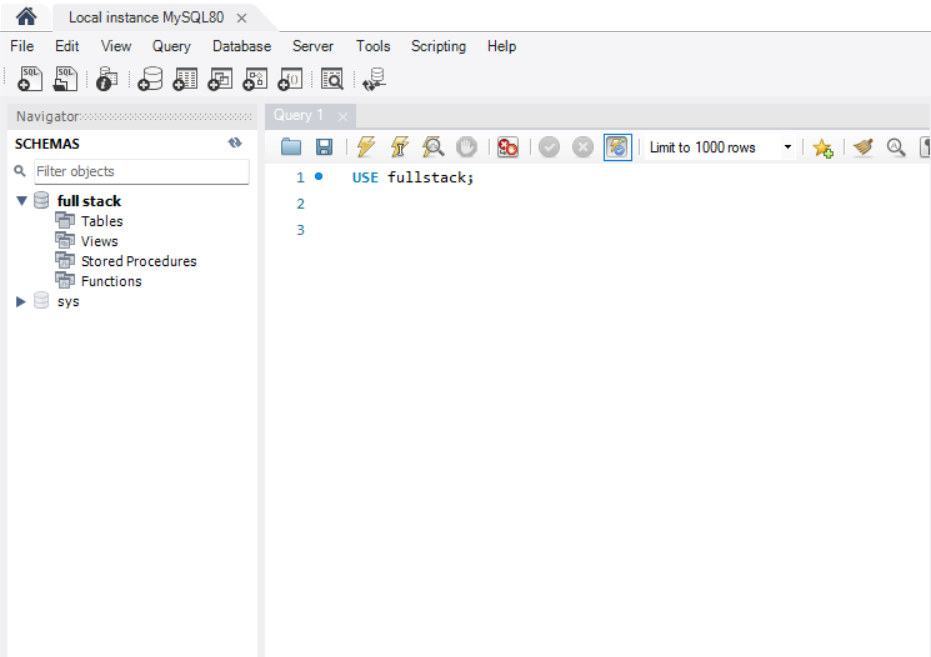 Local instance MySQL80
File Edit View Query Database Server Tools Scripting Help
Navigator
Query 1
SCHEMAS
Limit to 1000 rows
Filter objects
1 USE fullstack;
2
3
full stack
Tables
Views
Stored Procedures
Functions
sys